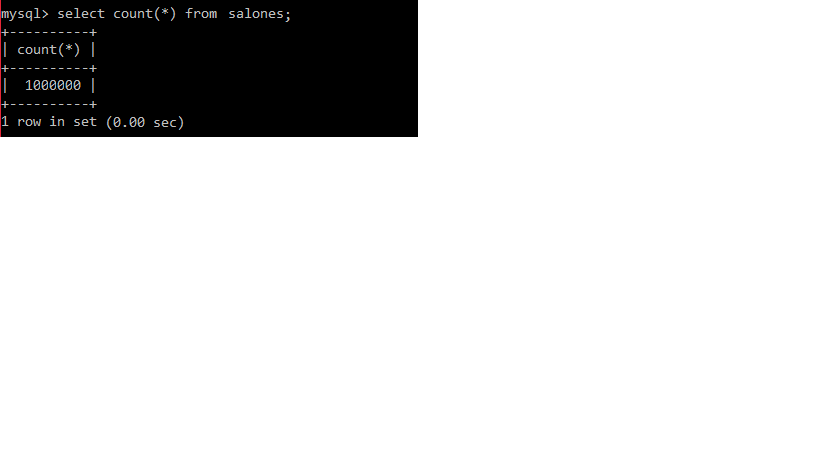 mysql> select count(*) from salones;
+----------+
| count(*) |
+----------+
|  1000000 |
+----------+
1 row in set (0.00 sec)